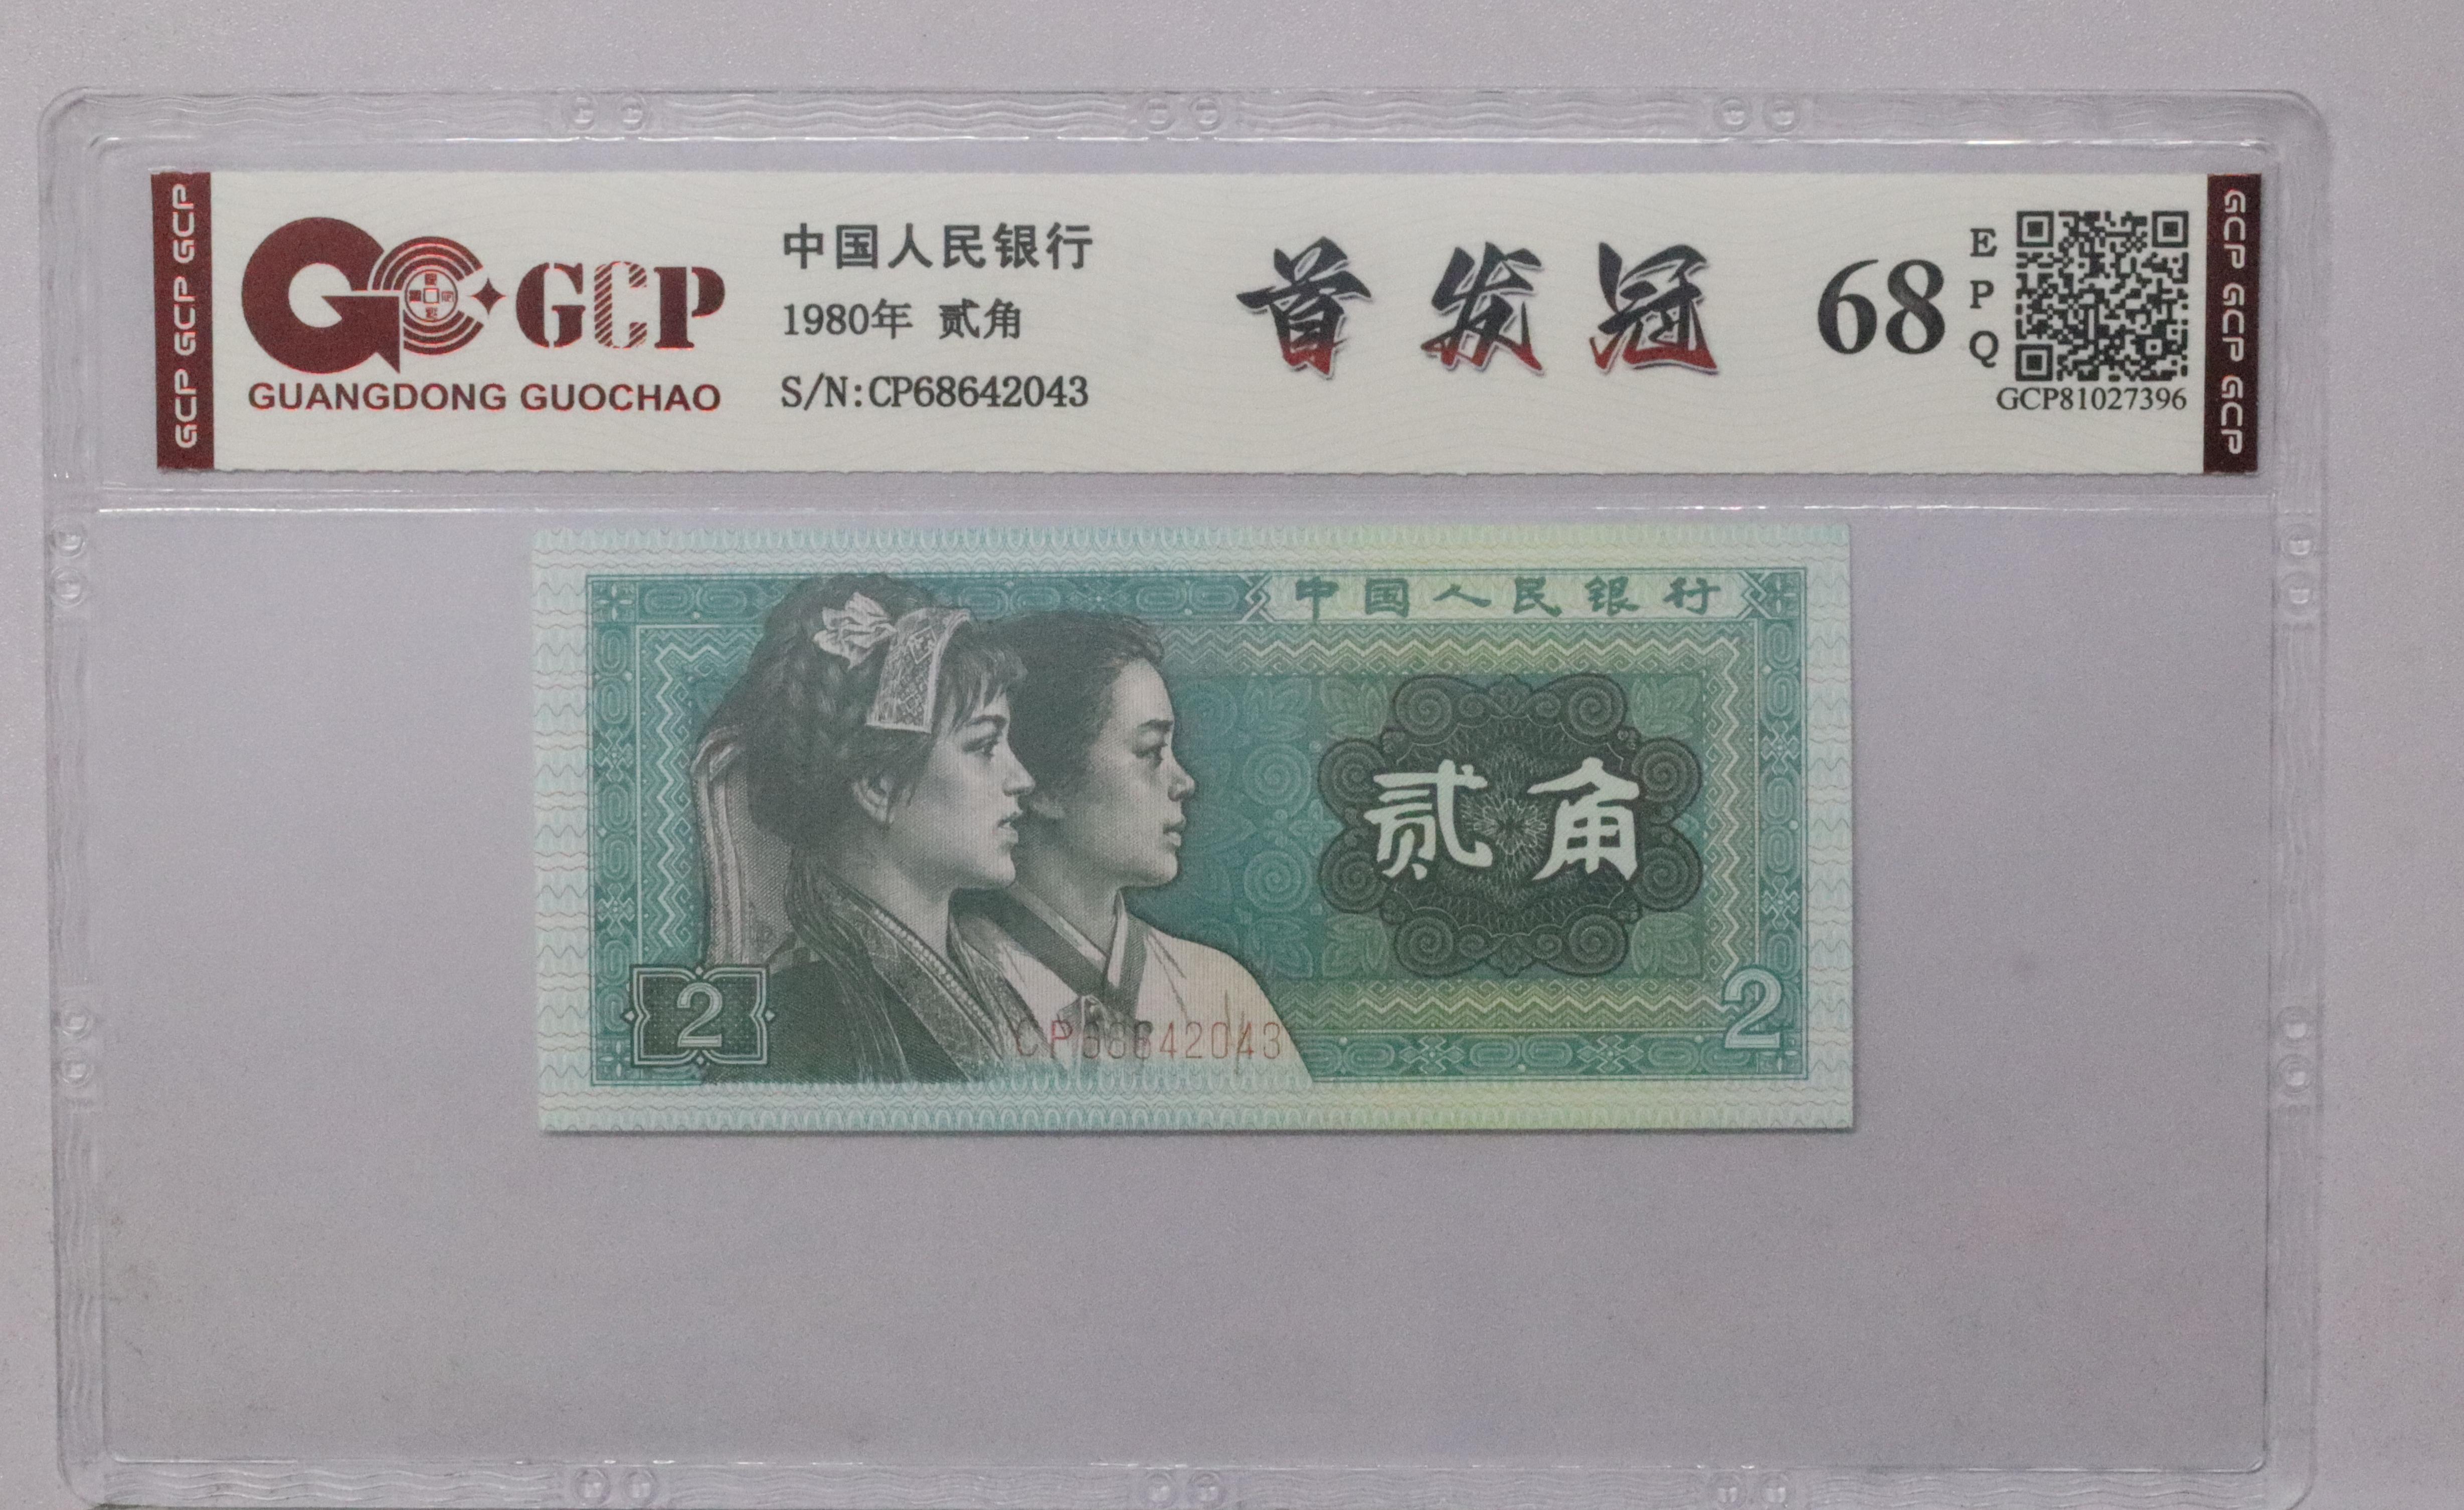 GCP GCP GCP
GCP
GUANGDONG GUOCHAO
中国人民银行
1980年 贰角
S/N:CP68642043
首发冠
68
EPQ
GCP81027396
GCP GCP GCP
中国人民银行
贰角
2
CP68642043
2